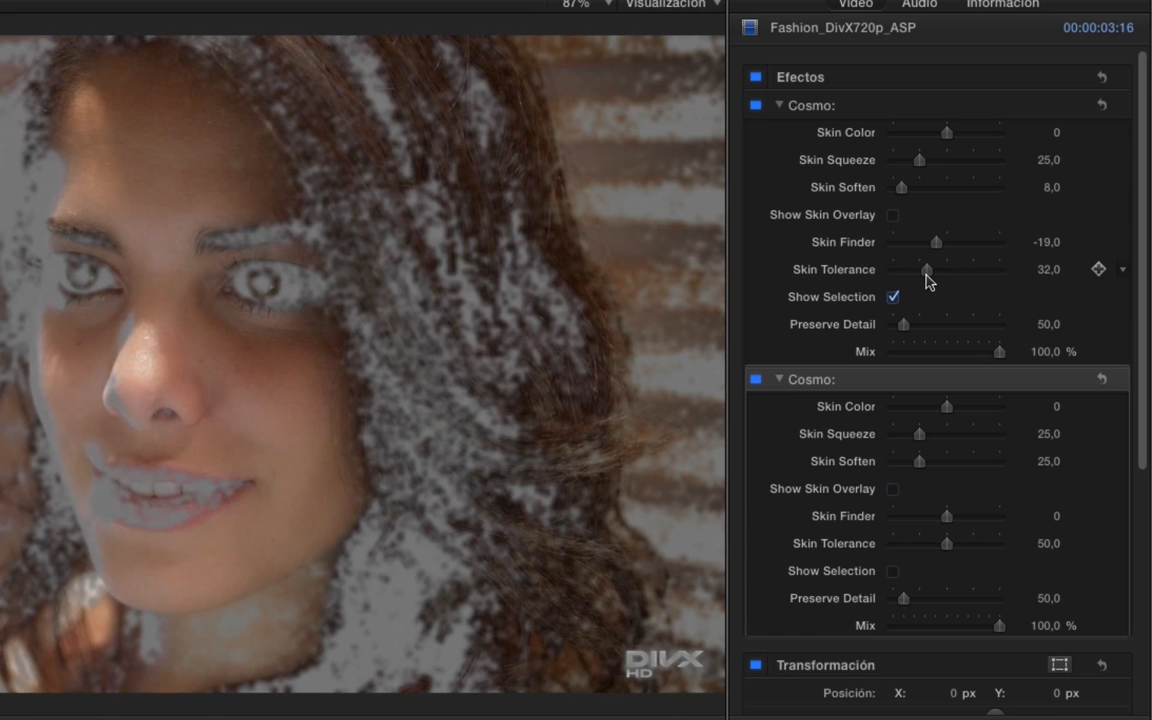 87% Visualización
Vídeo Audio Información
Fashion_DivX720p_ASP 00:00:03:16
Efectos
Cosmo:
Skin Color 0
Skin Squeeze 25,0
Skin Soften 8,0
Show Skin Overlay
Skin Finder -19,0
Skin Tolerance 32,0
Show Selection
Preserve Detail 50,0
Mix 100,0 %
Cosmo:
Skin Color 0
Skin Squeeze 25,0
Skin Soften 25,0
Show Skin Overlay
Skin Finder 0
Skin Tolerance 50,0
Show Selection
Preserve Detail 50,0
Mix 100,0 %
Transformación
Posición: X: 0 px Y: 0 px
DIVX
HD